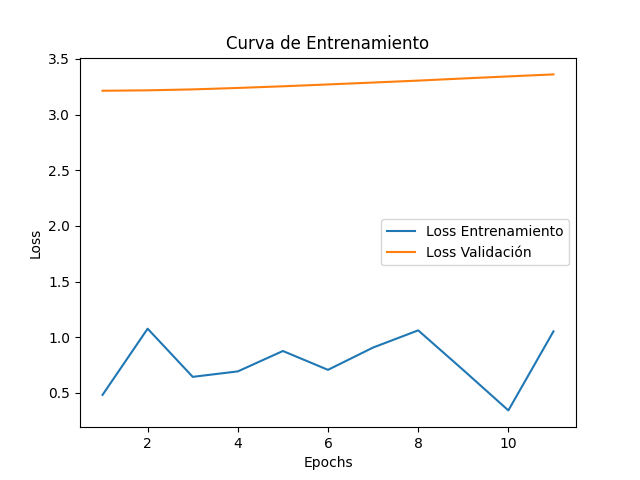 Curva de Entrenamiento
3.5
3.0
2.5
2.0
1.5
1.0
0.5
Loss
Loss Entrenamiento
Loss Validación
2 4 6 8 10
Epochs